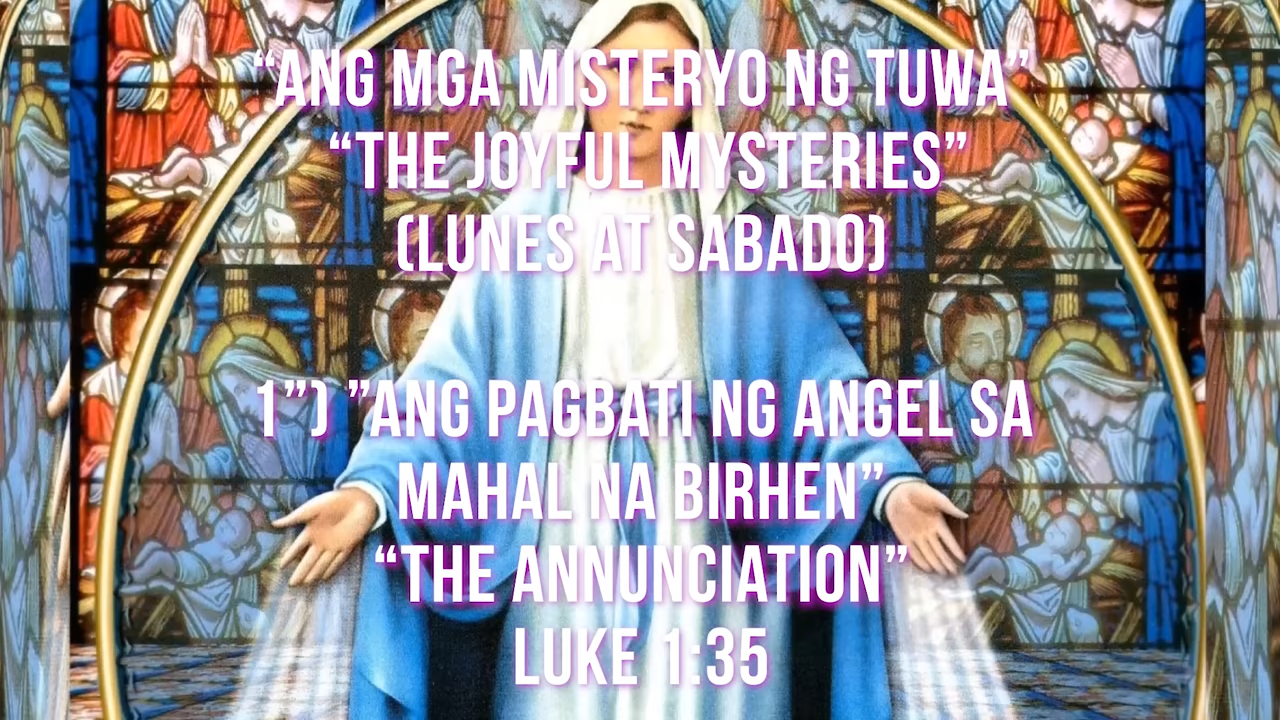 “ANG MGA MISTERYO NG TUWA”
“THE JOYFUL MYSTERIES”
(LUNES AT SABADO)
1”) ”ANG PAGBATI NG ANGEL SA
MAHAL NA BIRHEN”
“THE ANNUNCIATION”
LUKE 1:35